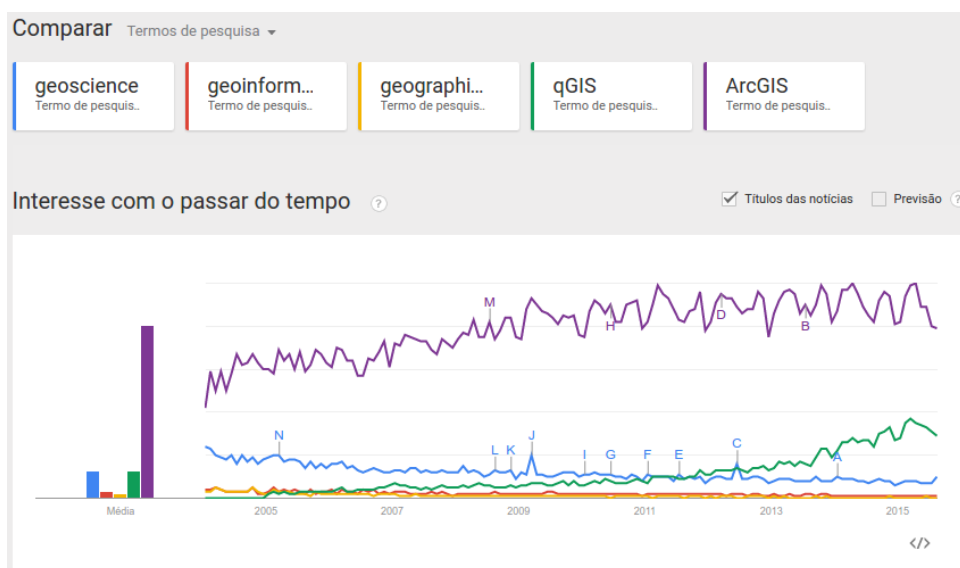 Comparar Termos de pesquisa
geoscience geoinform... geographi... qGIS ArcGIS
Termo de pesquis.. Termo de pesquis.. Termo de pesquis.. Termo de pesquis.. Termo de pesquis..
Interesse com o passar do tempo ? Títulos das notícias Previsão ?
M
H D B
N L K J I G F E C A
Média 2005 2007 2009 2011 2013 2015
</>